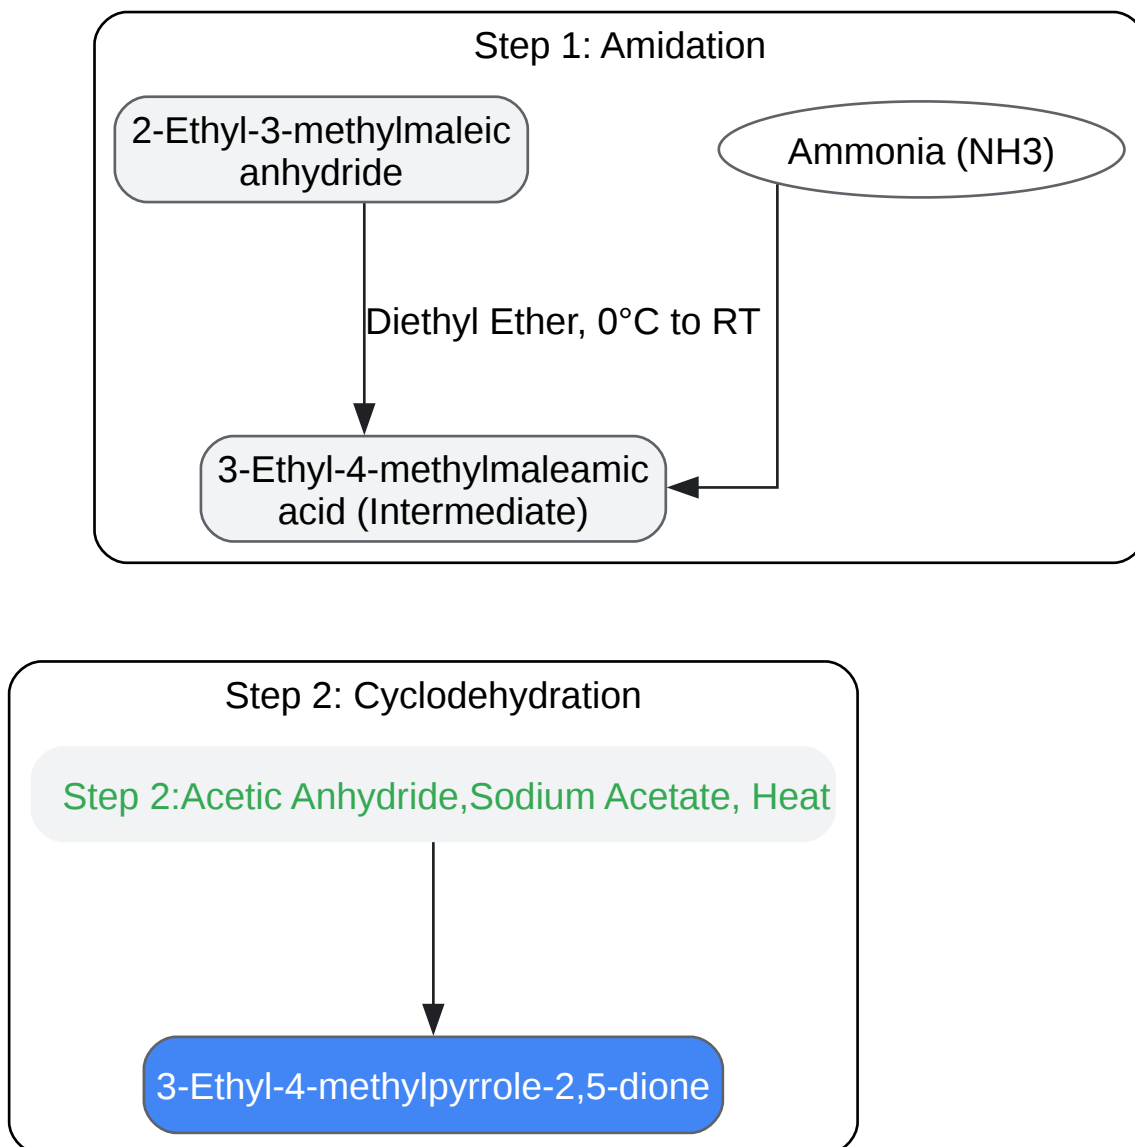 Step 1: Amidation
2-Ethyl-3-methylmaleic
anhydride
Ammonia (NH3)
Diethyl Ether, 0°C to RT
3-Ethyl-4-methylmaleamic
acid (Intermediate)
Step 2: Cyclodehydration
Step 2:Acetic Anhydride,Sodium Acetate, Heat
3-Ethyl-4-methylpyrrole-2,5-dione